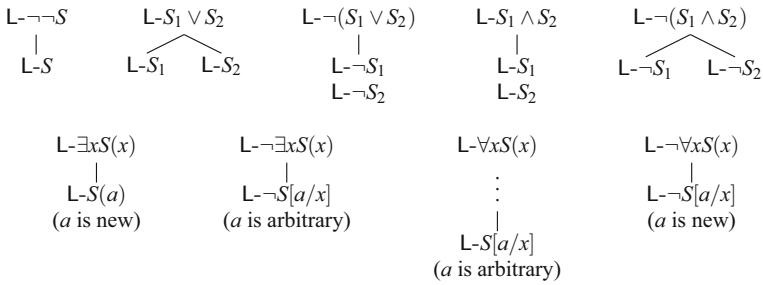 L-¬¬S L-S₁ ∨ S₂ L-¬(S₁ ∨ S₂) L-S₁ ∧ S₂ L-¬(S₁ ∧ S₂)
L-S L-S₁ L-S₂ L-¬S₁ L-S₁ L-¬S₁ L-¬S₂
L-¬S₂ L-S₂
L-∃xS(x) L-¬∃xS(x) L-∀xS(x) L-¬∀xS(x)
L-S(a) L-¬S[a/x] L-¬S[a/x]
(a is new) (a is arbitrary) (a is new)
L-S[a/x]
(a is arbitrary)